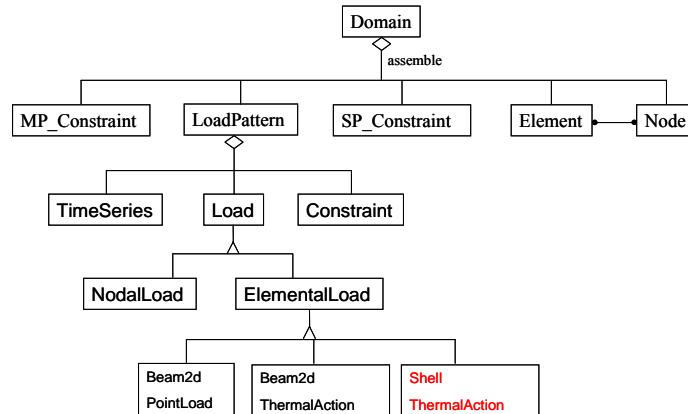 Domain
assemble
MP_Constraint
LoadPattern
SP_Constraint
Element
Node
TimeSeries
Load
Constraint
NodalLoad
ElementalLoad
Beam2d
PointLoad
Beam2d
ThermalAction
Shell
ThermalAction